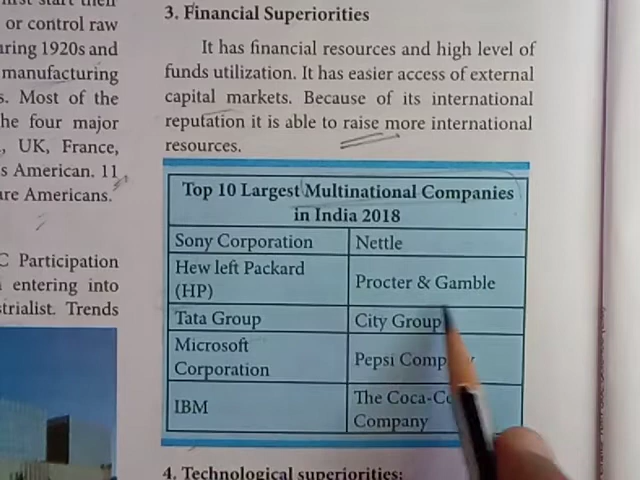 or control raw
uring 1920s and
manufacturing
s. Most of the
he four major
, UK, France,
s American. 11
are Americans.
C Participation
entering into
strialist. Trends
3. Financial Superiorities
It has financial resources and high level of
funds utilization. It has easier access of external
capital markets. Because of its international
reputation it is able to raise more international
resources.
Top 10 Largest Multinational Companies
in India 2018
Sony Corporation
Nettle
Hew left Packard
(HP)
Procter & Gamble
Tata Group
City Group
Microsoft
Corporation
Pepsi
IBM
The
Company
4. Technological superiorities: